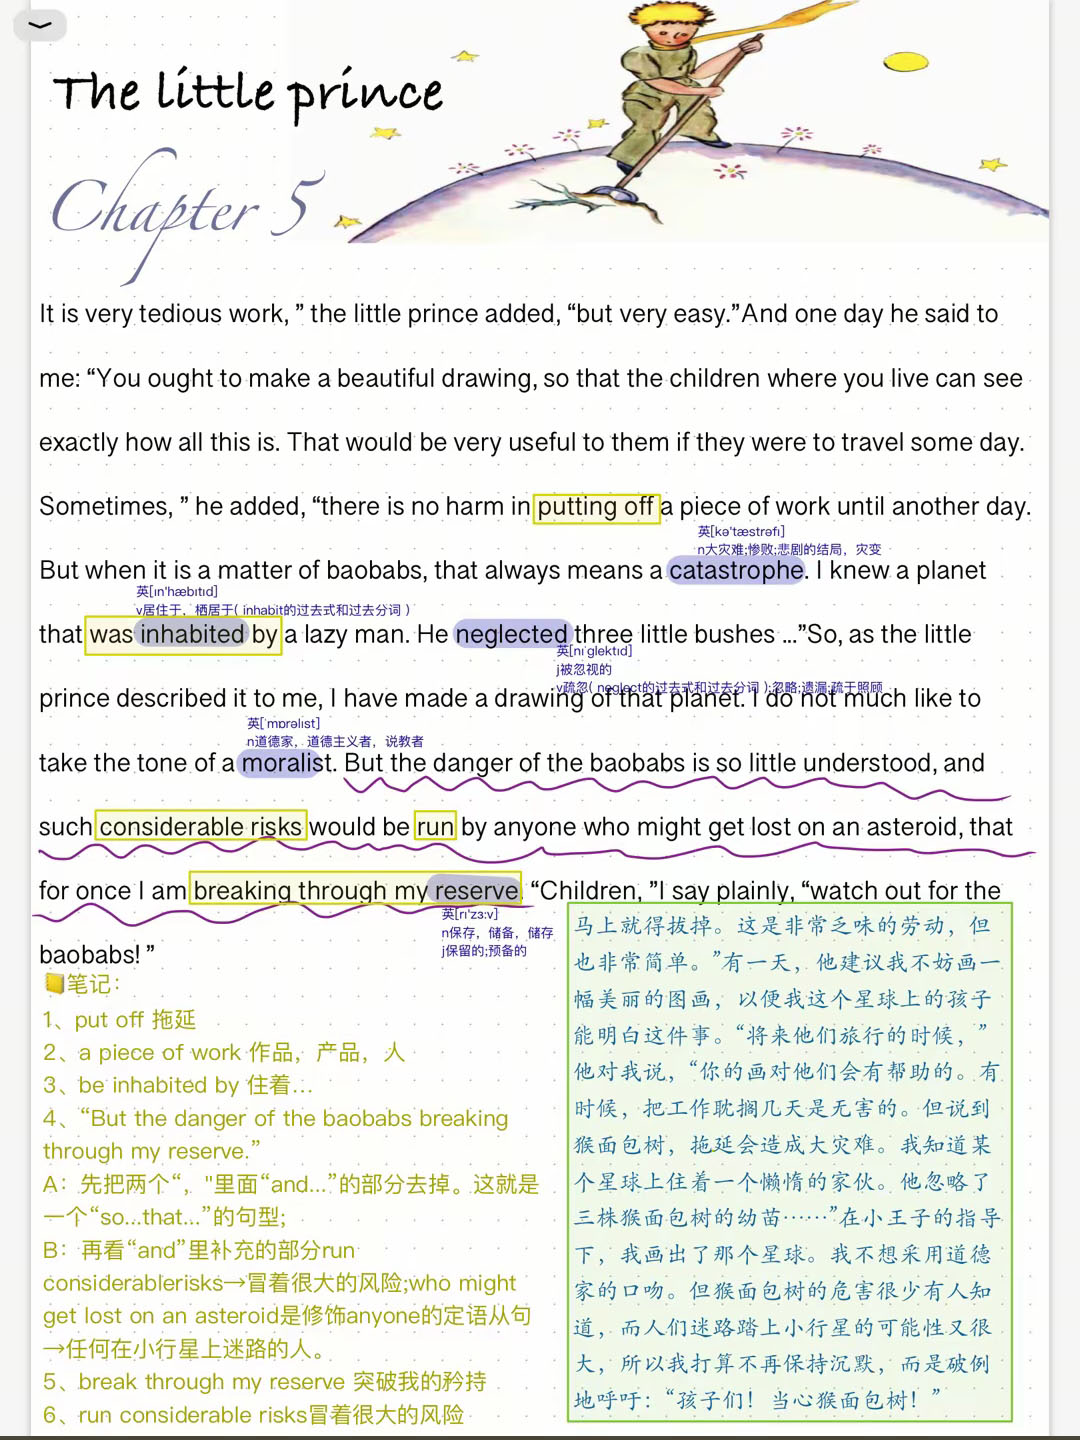 The little prince
Chapter 5
It is very tedious work, ” the little prince added, “but very easy.”And one day he said to
me: “You ought to make a beautiful drawing, so that the children where you live can see
exactly how all this is. That would be very useful to them if they were to travel some day.
Sometimes, ” he added, “there is no harm in putting off a piece of work until another day.
英[kə'tæstrəfɪ]
n大灾难;惨败;悲剧的结局，灾变
But when it is a matter of baobabs, that always means a catastrophe. I knew a planet
英[ɪn'hæbɪtɪd]
v居住于，栖居于( inhabit的过去式和过去分词 )
that was inhabited by a lazy man. He neglected three little bushes ...”So, as the little
英[nɪˈglektɪd]
j被忽视的
v疏忽( neglect的过去式和过去分词 );忽略;遗漏;疏于照顾
prince described it to me, I have made a drawing of that planet. I do not much like to
英[ˈmɒrəlɪst]
n道德家，道德主义者，说教者
take the tone of a moralist. But the danger of the baobabs is so little understood, and
such considerable risks would be run by anyone who might get lost on an asteroid, that
for once I am breaking through my reserve. “Children, ”I say plainly, “watch out for the
英[rɪ'zɜːv]
n保存，储备，储存
j保留的;预备的
baobabs! ”
笔记：
1、put off 拖延
2、a piece of work 作品，产品，人
3、be inhabited by 住着...
4、“But the danger of the baobabs breaking
through my reserve.”
A：先把两个“，"里面“and...”的部分去掉。这就是
一个“so...that...”的句型;
B：再看“and”里补充的部分run
considerablerisks→冒着很大的风险;who might
get lost on an asteroid是修饰anyone的定语从句
→任何在小行星上迷路的人。
5、break through my reserve 突破我的矜持
6、run considerable risks冒着很大的风险
马上就得拔掉。这是非常乏味的劳动，但
也非常简单。”有一天，他建议我不妨画一
幅美丽的图画，以便我这个星球上的孩子
能明白这件事。“将来他们旅行的时候，”
他对我说，“你的画对他们会有帮助的。有
时候，把工作耽搁几天是无害的。但说到
猴面包树，拖延会造成大灾难。我知道某
个星球上住着一个懒惰的家伙。他忽略了
三株猴面包树的幼苗……”在小王子的指导
下，我画出了那个星球。我不想采用道德
家的口吻。但猴面包树的危害很少有人知
道，而人们迷路踏上小行星的可能性又很
大，所以我打算不再保持沉默，而是破例
地呼吁：“孩子们！当心猴面包树！”